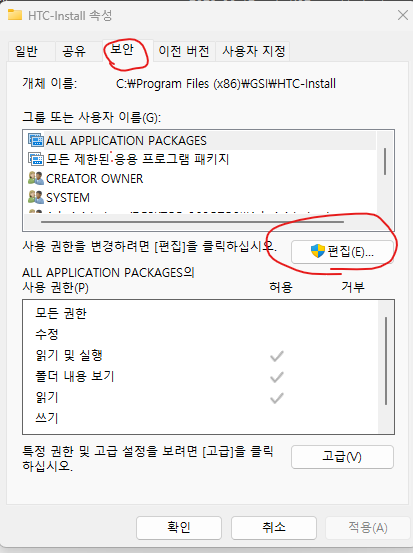 HTC-Install 속성
일반 공유 보안 이전 버전 사용자 지정
개체 이름: C:₩Program Files (x86)₩GSI₩HTC-Install
그룹 또는 사용자 이름(G):
ALL APPLICATION PACKAGES
모든 제한된 응용 프로그램 패키지
CREATOR OWNER
SYSTEM
사용 권한을 변경하려면 [편집]을 클릭하십시오. 편집(E)...
ALL APPLICATION PACKAGES의
사용 권한(P) 허용 거부
모든 권한
수정
읽기 및 실행
폴더 내용 보기
읽기
쓰기
특정 권한 및 고급 설정을 보려면 [고급]을 클릭
하십시오. 고급(V)
확인 취소 적용(A)